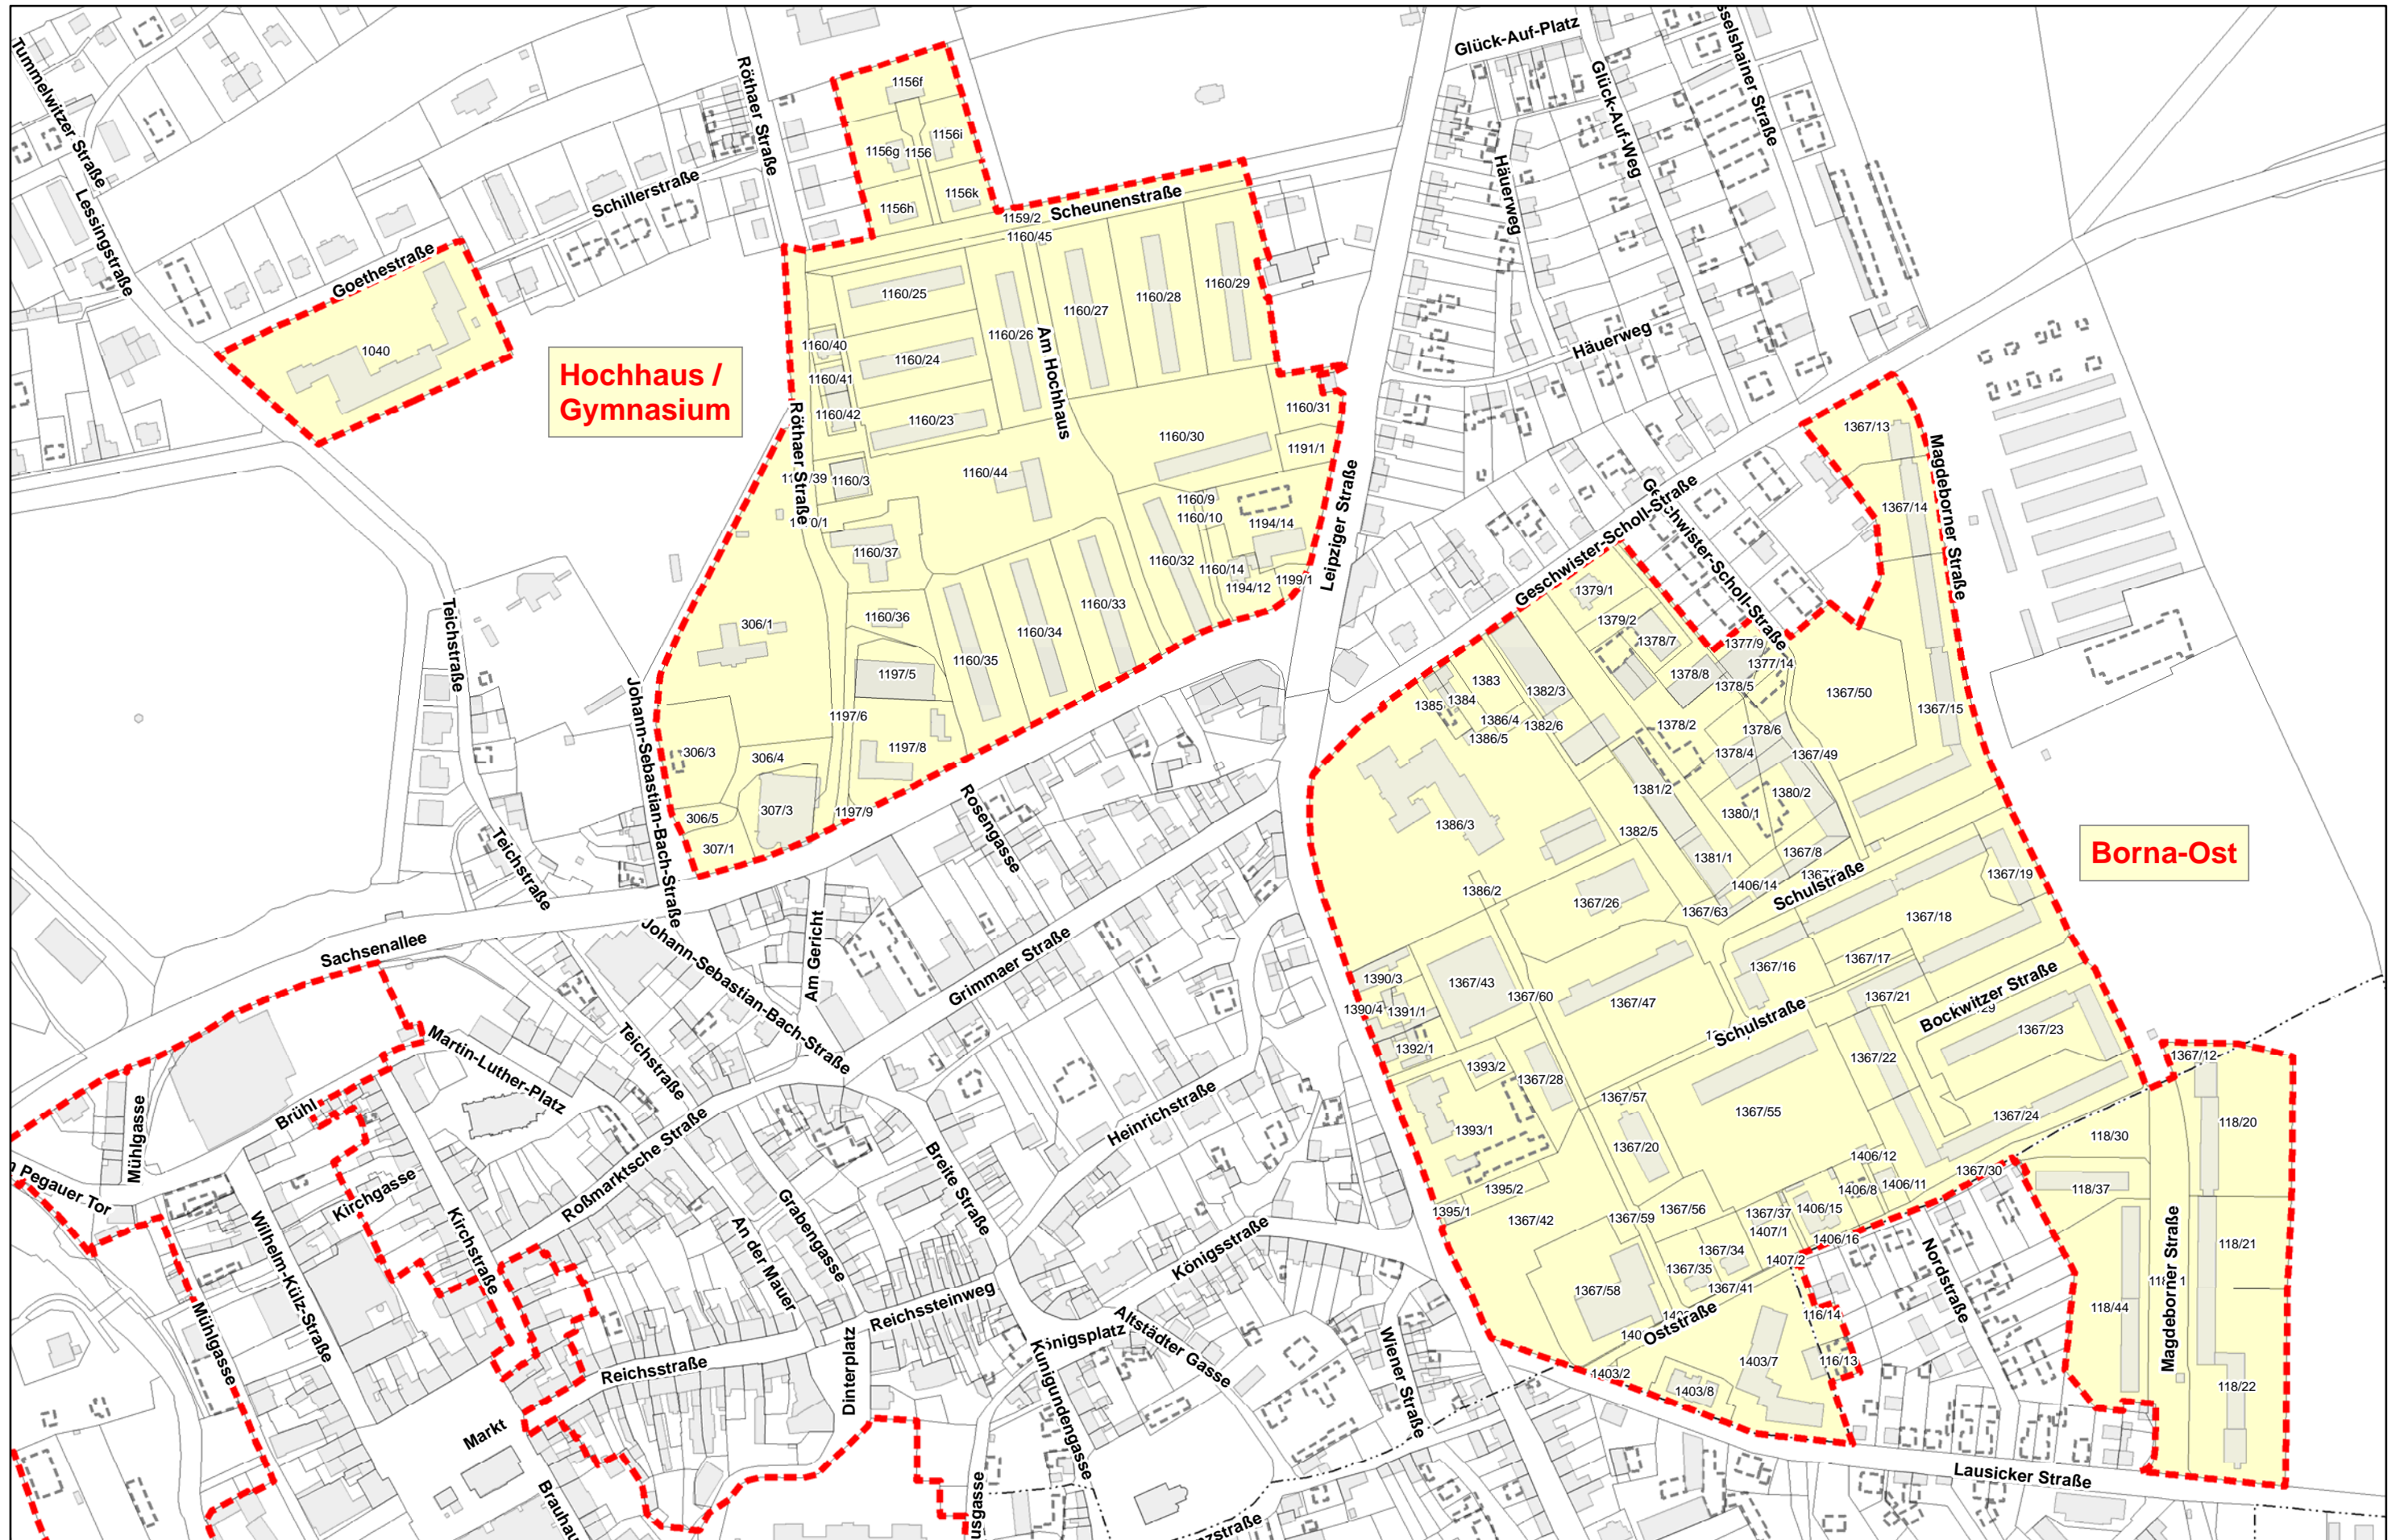 Tummelwitzer Straße
Lessingstraße
Goethestraße
Schillerstraße
Röthaer Straße
1040
Hochhaus /
Gymnasium
1156f
1156i
1156g
1156
1156k
1156h
1159/2
Scheunenstraße
1160/45
1160/25
1160/26
1160/27
1160/28
1160/29
1160/40
1160/24
1160/41
1160/42
1160/23
Am Hochhaus
1160/31
1160/30
1191/1
Röthaer Straße
1160/3
1160/44
1160/9
1160/10
1194/14
1160/37
1160/32
1160/14
1194/12
1199/1
Leipziger Straße
1160/36
1160/33
1160/34
1160/35
306/1
1197/5
1197/6
1197/8
306/3
306/4
306/5
307/3
307/1
1197/9
Glück-Auf-Platz
Glück-Auf-Weg
sselshainer Straße
Häuerweg
Häuerweg
Geschwister-Scholl-Straße
Geschwister-Scholl-Straße
Magdeborner Straße
1367/13
1367/14
1379/1
1379/2
1378/7
1377/9
1377/14
1378/8
1378/5
1367/50
1367/15
1383
1384
1385
1382/3
1386/4
1382/6
1386/5
1378/2
1378/6
1378/4
1367/49
1381/2
1380/2
1380/1
1386/3
1382/5
1381/1
1367/8
1406/14
Schulstraße
1367/19
Borna-Ost
1386/2
1367/26
1367/63
1367/18
1390/3
1367/43
1367/16
1367/17
1390/4
1391/1
1367/60
1367/47
1367/21
Bockwitzer Straße
1392/1
Schulstraße
1367/23
1393/2
1367/28
1367/22
1367/12
1393/1
1367/57
1367/55
1367/24
1367/20
118/30
118/20
1406/12
1367/30
1395/2
1406/8
1406/11
118/37
1395/1
1367/42
1367/59
1367/56
1367/37
1406/15
1407/1
1406/16
1367/34
1407/2
118/21
1367/35
1367/58
1367/41
Oststraße
116/14
118/44
Magdeborner Straße
1403/2
1403/7
116/13
1403/8
118/22
Nordstraße
Lausicker Straße
Teichstraße
Teichstraße
Johann-Sebastian-Bach-Straße
Sachsenallee
Johann-Sebastian-Bach-Straße
Am Gericht
Rosengasse
Grimmaer Straße
Martin-Luther-Platz
Teichstraße
Mühlgasse
Brühl
Roßmarktsche Straße
Heinrichstraße
Breite Straße
n Pegauer Tor
Kirchgasse
Wilhelm-Külz-Straße
Kirchstraße
Grabengasse
An der Mauer
Königsstraße
Mühlgasse
Reichssteinweg
Altstädter Gasse
Königsplatz
Kunigundengasse
Wiener Straße
Reichsstraße
Dinterplatz
Markt
Brauhau
usgasse
nzstraße